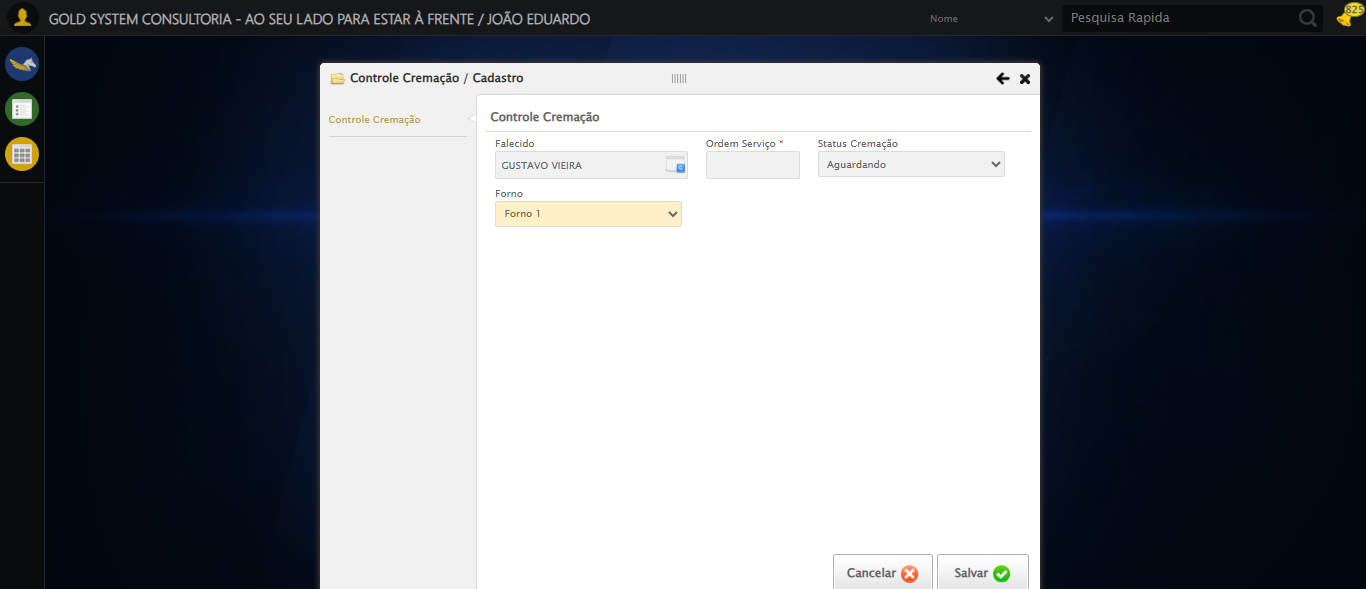 GOLD SYSTEM CONSULTORIA - AO SEU LADO PARA ESTAR À FRENTE / JOÃO EDUARDO
Nome
Pesquisa Rapida
825
Controle Cremação / Cadastro
Controle Cremação
Controle Cremação
Falecido
Ordem Serviço *
Status Cremação
GUSTAVO VIEIRA
Aguardando
Forno
Forno 1
Cancelar
Salvar